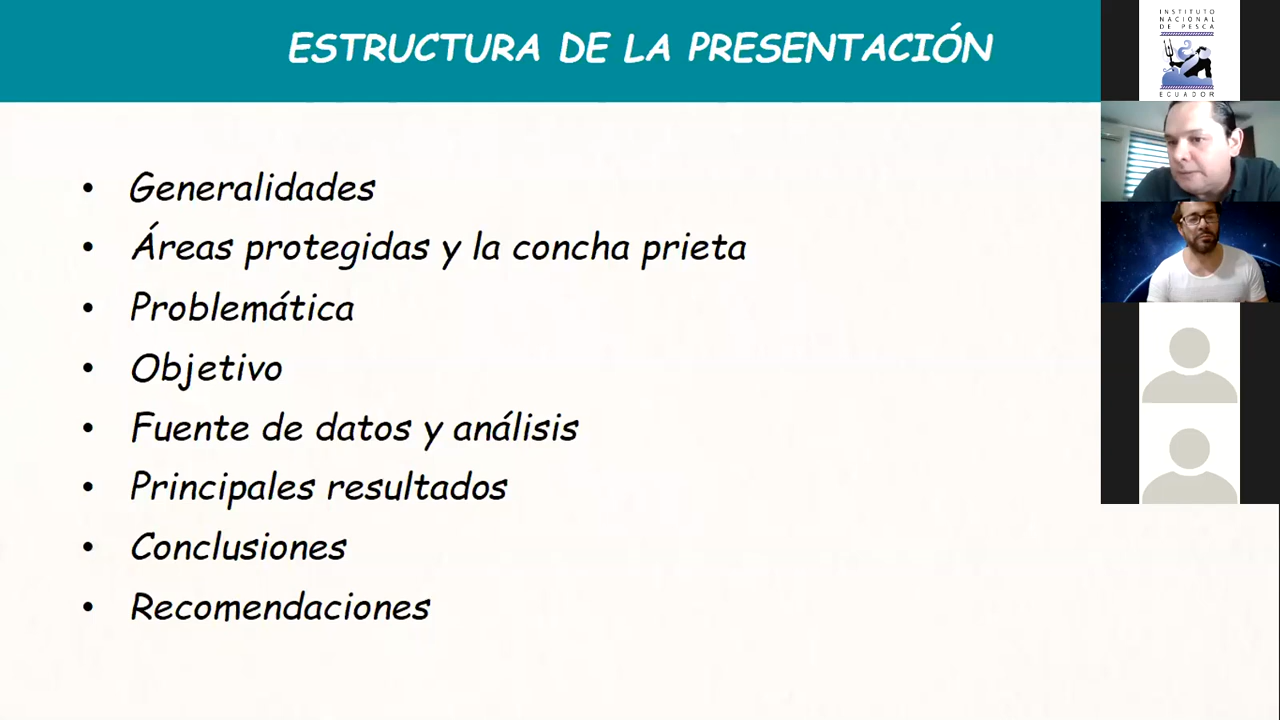 ESTRUCTURA DE LA PRESENTACIÓN
• Generalidades
• Áreas protegidas y la concha prieta
• Problemática
• Objetivo
• Fuente de datos y análisis
• Principales resultados
• Conclusiones
• Recomendaciones
INSTITUTO
NACIONAL
DE PESCA
ECUADOR